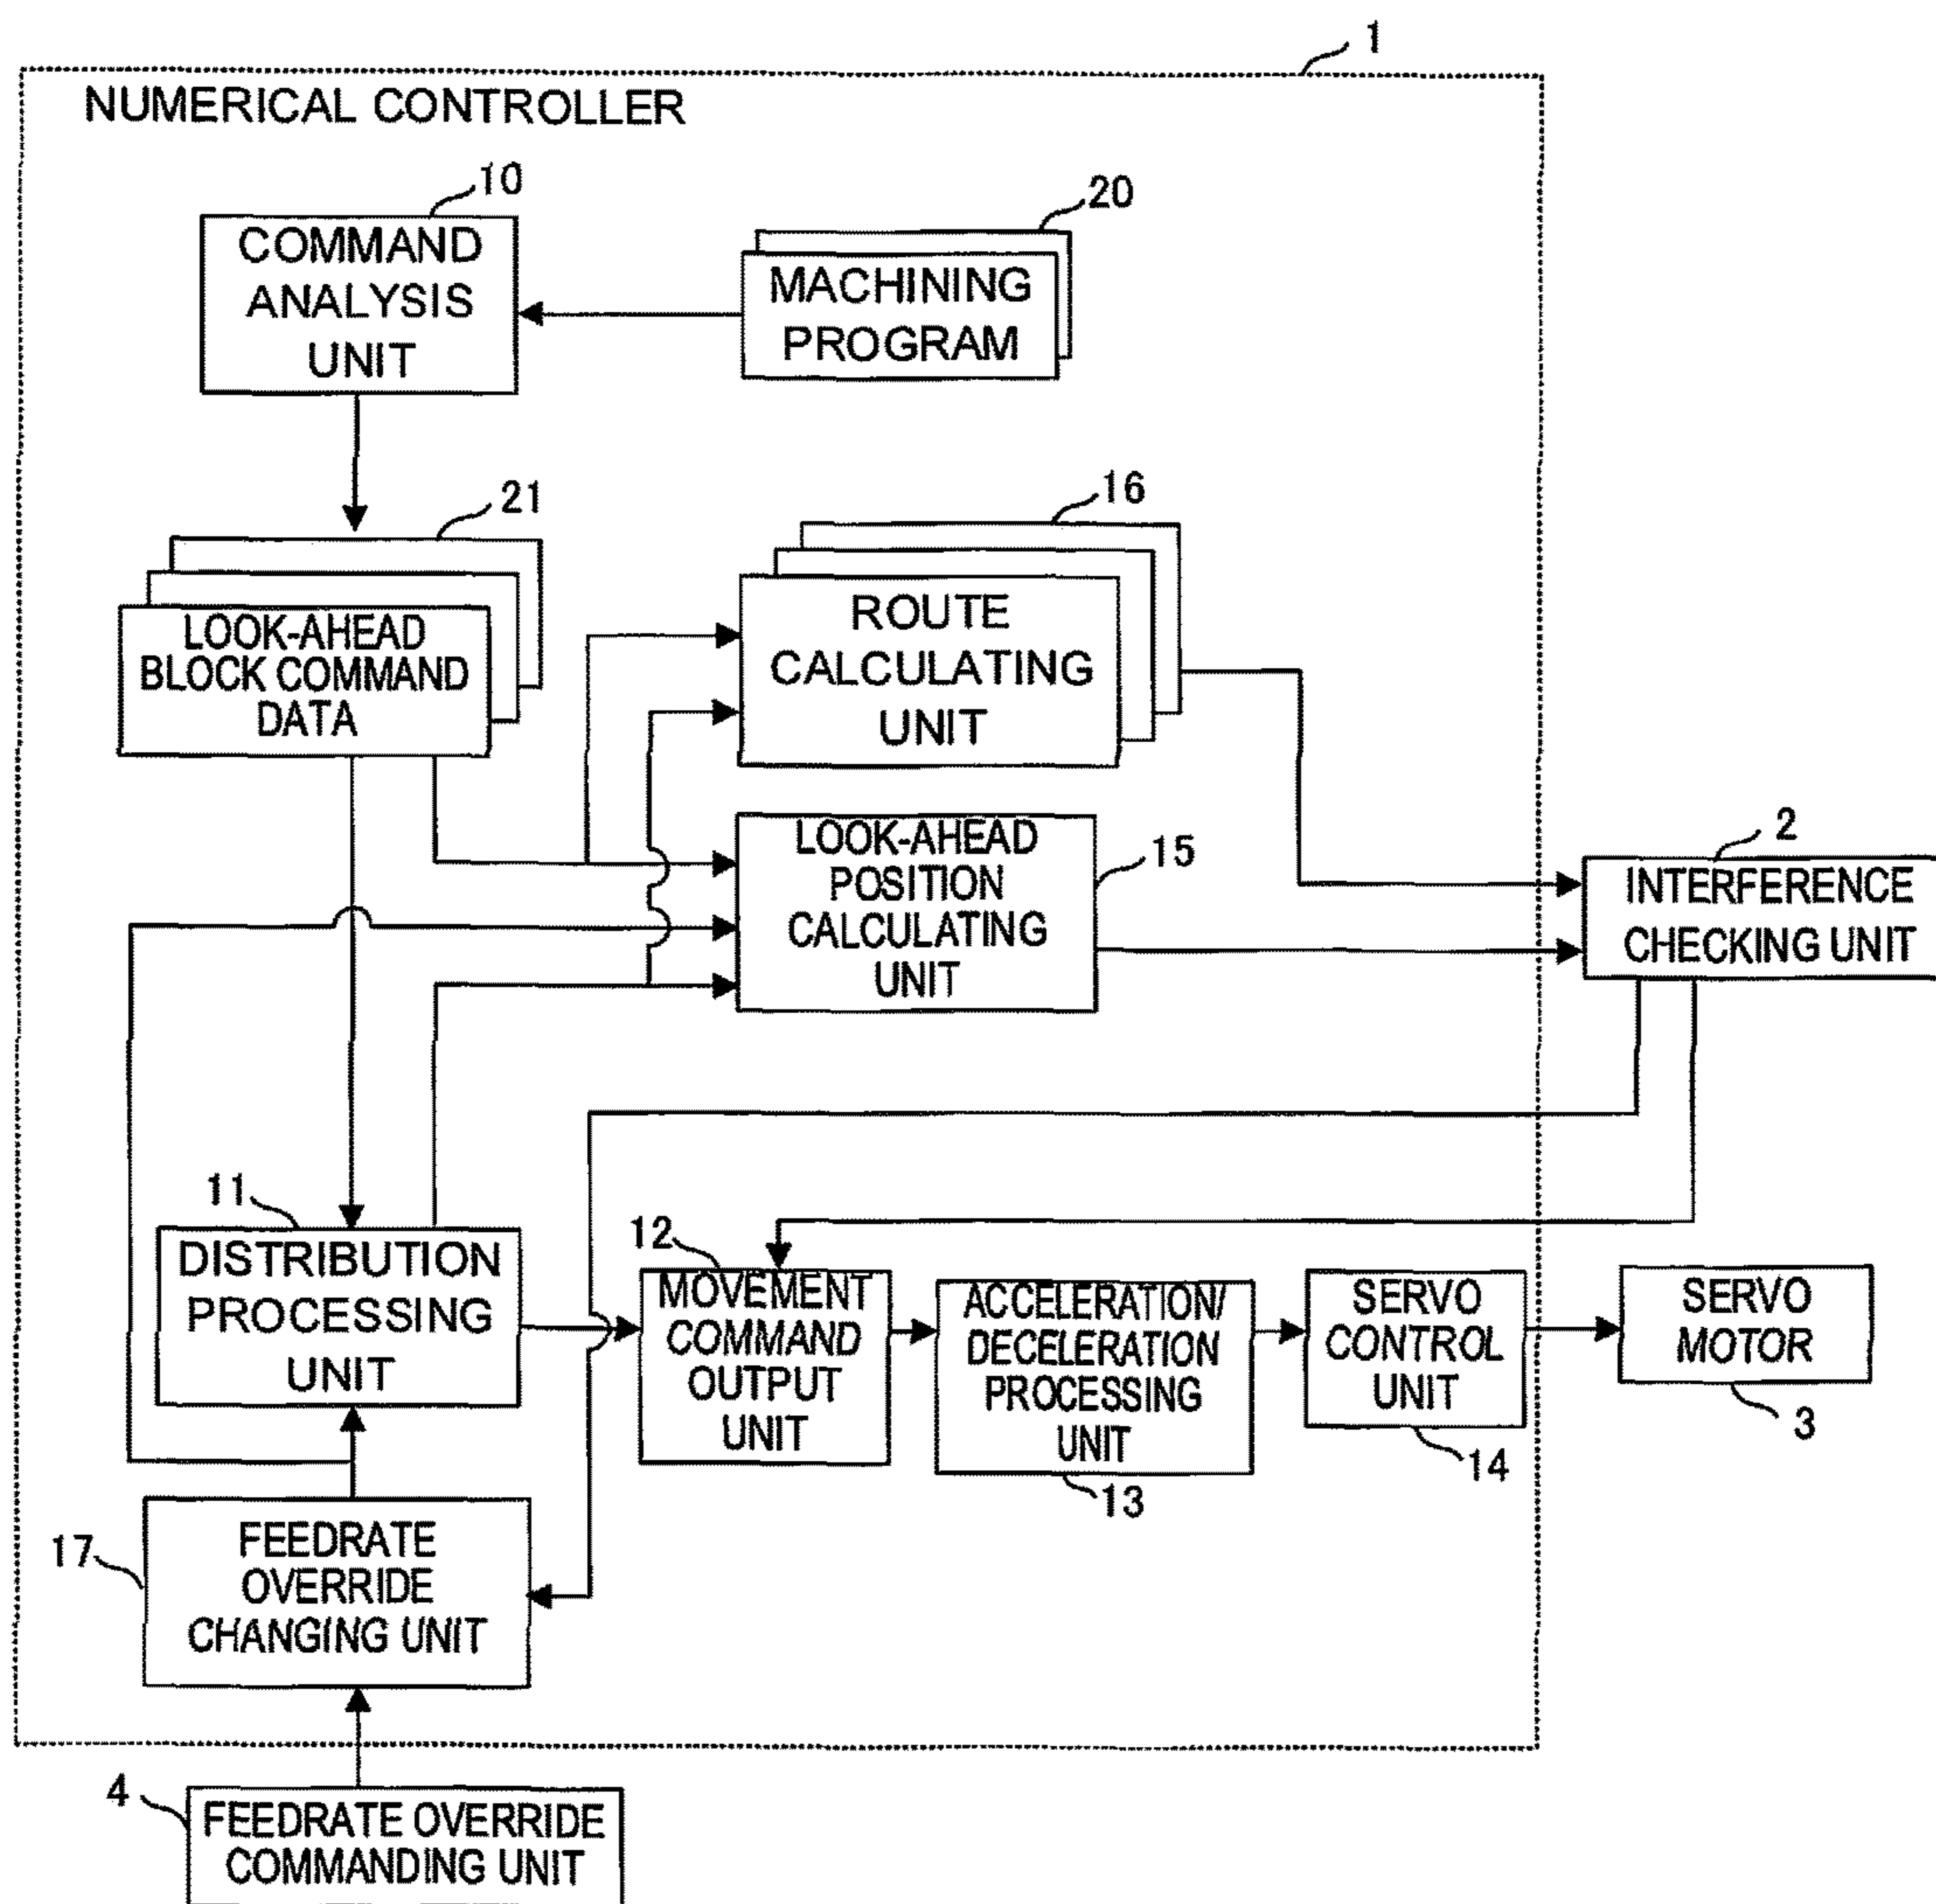 1
NUMERICAL CONTROLLER
10
COMMAND
ANALYSIS
UNIT
20
MACHINING
PROGRAM
21
LOOK-AHEAD
BLOCK COMMAND
DATA
16
ROUTE
CALCULATING
UNIT
LOOK-AHEAD
POSITION
CALCULATING
UNIT
15
2
INTERFERENCE
CHECKING UNIT
11
DISTRIBUTION
PROCESSING
UNIT
12
MOVEMENT
COMMAND
OUTPUT
UNIT
ACCELERATION/
DECELERATION
PROCESSING
UNIT
13
SERVO
CONTROL
UNIT
14
SERVO
MOTOR
3
17
FEEDRATE
OVERRIDE
CHANGING UNIT
4
FEEDRATE OVERRIDE
COMMANDING UNIT